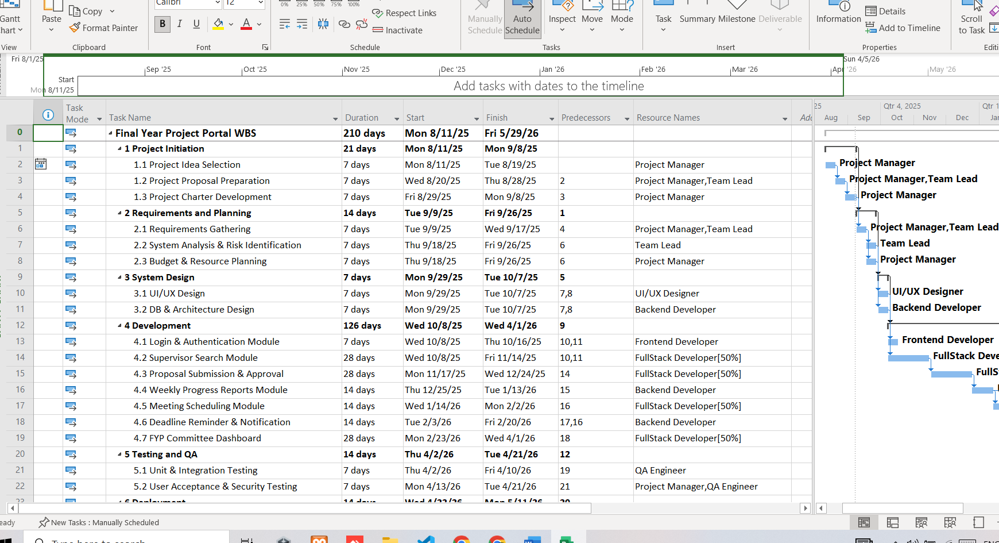 Calibri 12
0% 25% 50% 75% 100%
Gantt
Chart
Paste
Copy
Format Painter
B I U A
Respect Links
Inactivate
Manually
Schedule
Auto
Schedule
Inspect
Move
Mode
Task
Summary
Milestone
Deliverable
Information
Details
Add to Timeline
Scroll
to Task
View
Clipboard
Font
Schedule
Tasks
Insert
Properties
Editi
Fri 8/1/25
Sun 4/5/26
Sep '25 Oct '25 Nov '25 Dec '25 Jan '26 Feb '26 Mar '26 Apr '26 May '26
Start
Mon 8/11/25
Add tasks with dates to the timeline
Task
Mode
Task Name Duration Start Finish Predecessors Resource Names Add
25 Qtr 4, 2025 Qtr 1
Aug Sep Oct Nov Dec Jan
0 Final Year Project Portal WBS 210 days Mon 8/11/25 Fri 5/29/26
1 1 Project Initiation 21 days Mon 8/11/25 Mon 9/8/25
2 1.1 Project Idea Selection 7 days Mon 8/11/25 Tue 8/19/25 Project Manager Project Manager
3 1.2 Project Proposal Preparation 7 days Wed 8/20/25 Thu 8/28/25 2 Project Manager,Team Lead Project Manager,Team Lead
4 1.3 Project Charter Development 7 days Fri 8/29/25 Mon 9/8/25 3 Project Manager Project Manager
5 2 Requirements and Planning 14 days Tue 9/9/25 Fri 9/26/25 1
6 2.1 Requirements Gathering 7 days Tue 9/9/25 Wed 9/17/25 4 Project Manager,Team Lead Project Manager,Team Lead
7 2.2 System Analysis & Risk Identification 7 days Thu 9/18/25 Fri 9/26/25 6 Team Lead Team Lead
8 2.3 Budget & Resource Planning 7 days Thu 9/18/25 Fri 9/26/25 6 Project Manager Project Manager
9 3 System Design 7 days Mon 9/29/25 Tue 10/7/25 5
10 3.1 UI/UX Design 7 days Mon 9/29/25 Tue 10/7/25 7,8 UI/UX Designer UI/UX Designer
11 3.2 DB & Architecture Design 7 days Mon 9/29/25 Tue 10/7/25 7,8 Backend Developer Backend Developer
12 4 Development 126 days Wed 10/8/25 Wed 4/1/26 9
13 4.1 Login & Authentication Module 7 days Wed 10/8/25 Thu 10/16/25 10,11 Frontend Developer Frontend Developer
14 4.2 Supervisor Search Module 28 days Wed 10/8/25 Fri 11/14/25 10,11 FullStack Developer[50%] FullStack Deve
15 4.3 Proposal Submission & Approval 28 days Mon 11/17/25 Wed 12/24/25 14 FullStack Developer[50%] FullS
16 4.4 Weekly Progress Reports Module 14 days Thu 12/25/25 Tue 1/13/26 15 Backend Developer
17 4.5 Meeting Scheduling Module 14 days Wed 1/14/26 Mon 2/2/26 16 FullStack Developer[50%]
18 4.6 Deadline Reminder & Notification 14 days Tue 2/3/26 Fri 2/20/26 17,16 Backend Developer
19 4.7 FYP Committee Dashboard 28 days Mon 2/23/26 Wed 4/1/26 18 FullStack Developer[50%]
20 5 Testing and QA 14 days Thu 4/2/26 Tue 4/21/26 12
21 5.1 Unit & Integration Testing 7 days Thu 4/2/26 Fri 4/10/26 19 QA Engineer
22 5.2 User Acceptance & Security Testing 7 days Mon 4/13/26 Tue 4/21/26 21 Project Manager,QA Engineer
23 6 Deployment 14 days Wed 4/22/26 Mon 5/11/26 20
eady New Tasks : Manually Scheduled
Type here to search